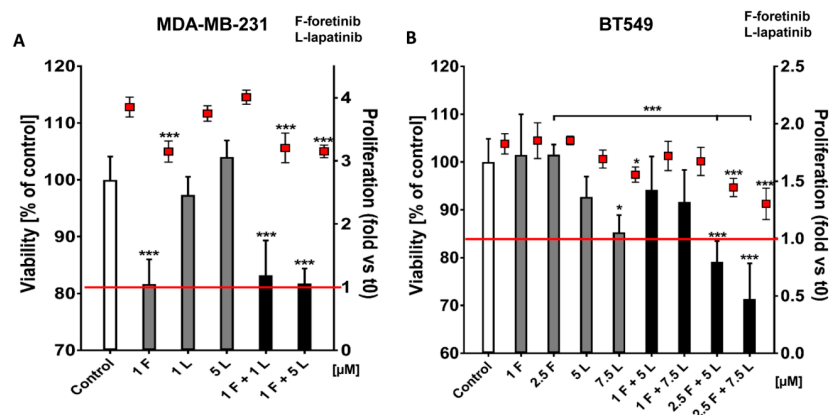 A
MDA-MB-231
F-foretinib
L-lapatinib
Viability [% of control]
120
110
100
90
80
70
***
***
***
***
***
***
4
3
2
1
0
Proliferation (fold vs t0)
Control
1 F
1 L
5 L
1 F + 1 L
1 F + 5 L
[µM]
B
BT549
F-foretinib
L-lapatinib
Viability [% of control]
120
110
100
90
80
70
60
***
*
*
***
***
***
***
2.5
2.0
1.5
1.0
0.5
0.0
Proliferation (fold vs t0)
Control
1 F
2.5 F
5 L
7.5 L
1 F + 5 L
1 F + 7.5 L
2.5 F + 5 L
2.5 F + 7.5 L
[µM]